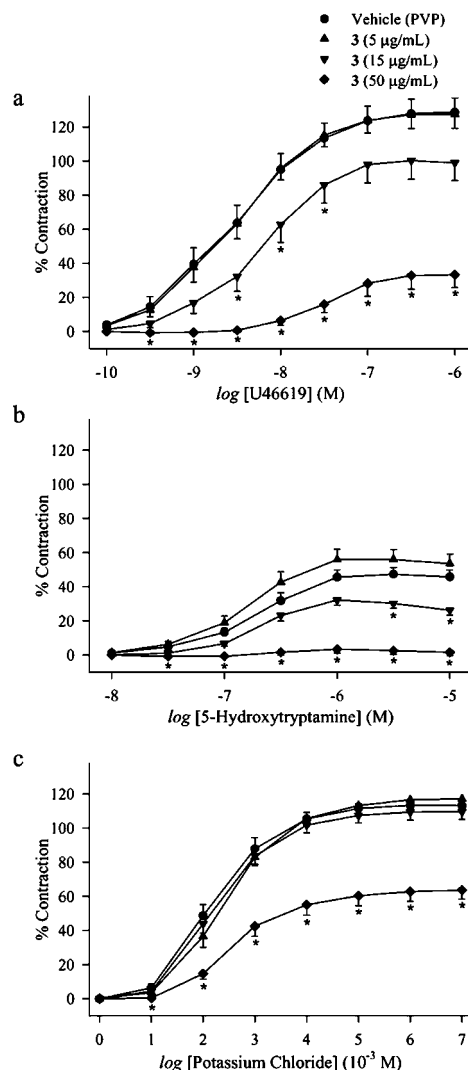 Vehicle (PVP)
3 (5 µg/mL)
3 (15 µg/mL)
3 (50 µg/mL)
a
120
100
80
60
40
20
0
% Contraction
* * * * * * * *
*
-10 -9 -8 -7 -6
log [U46619] (M)
b
120
100
80
60
40
20
0
% Contraction
* *
* * * * * *
-8 -7 -6 -5
log [5-Hydroxytryptamine] (M)
c
120
100
80
60
40
20
0
% Contraction
* * * * * * *
0 1 2 3 4 5 6 7
log [Potassium Chloride] (10⁻³ M)